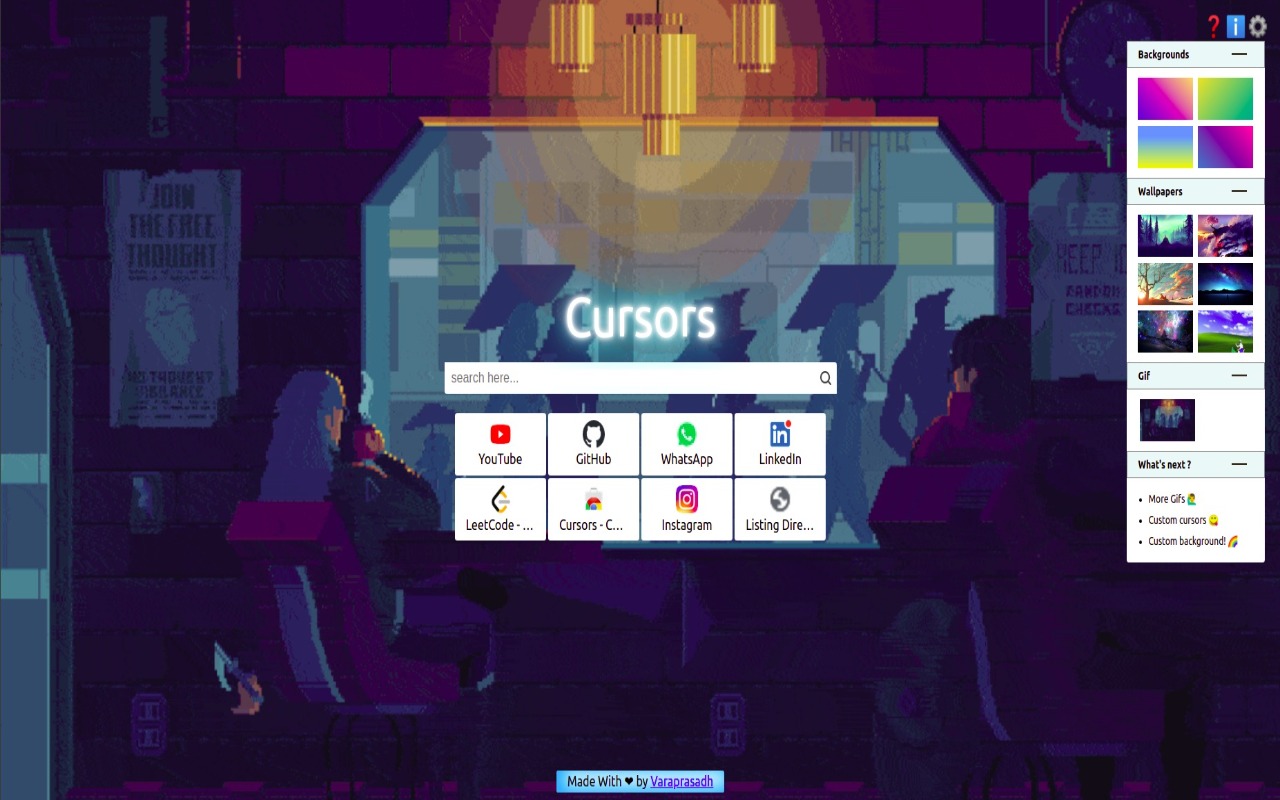 ❓ ℹ️ ⚙
Backgrounds —
Wallpapers —
Gif —
What's next ? —
• More Gifs 🙋‍♂️
• Custom cursors 😋
• Custom background! 🌈
JOIN
THE FREE
THOUGHT
Cursors
search here...
YouTube GitHub WhatsApp LinkedIn
LeetCode - ... Cursors - C... Instagram Listing Dire...
Made With ❤ by Varaprasadh